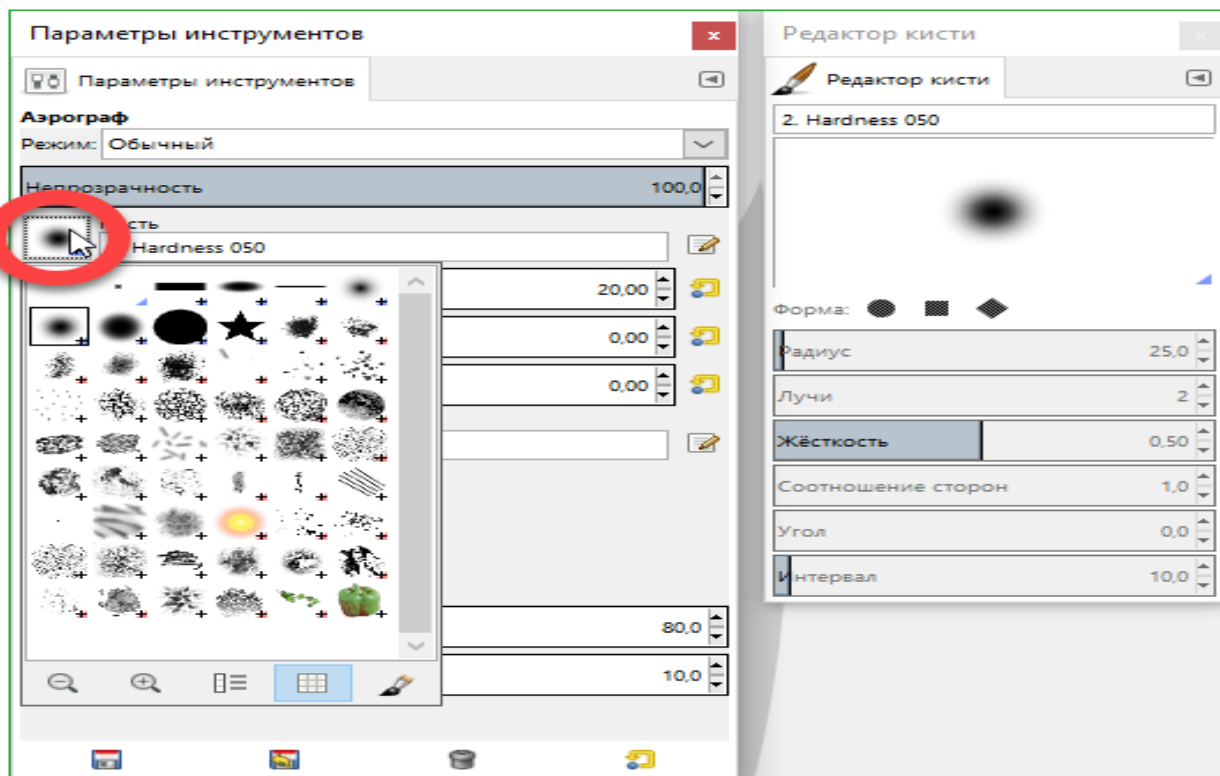 Параметры инструментов
Параметры инструментов
Аэрограф
Режим: Обычный
Непрозрачность 100,0
Hardness 050
20,00
0,00
0,00
80,0
10,0
Редактор кисти
Редактор кисти
2. Hardness 050
Форма:
Радиус 25,0
Лучи 2
Жёсткость 0,50
Соотношение сторон 1,0
Угол 0,0
Интервал 10,0